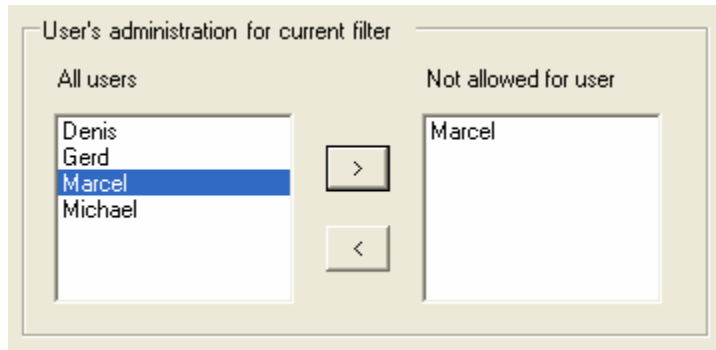 User's administration for current filter
All users
Not allowed for user
Denis
Gerd
Marcel
Michael
>
<
Marcel